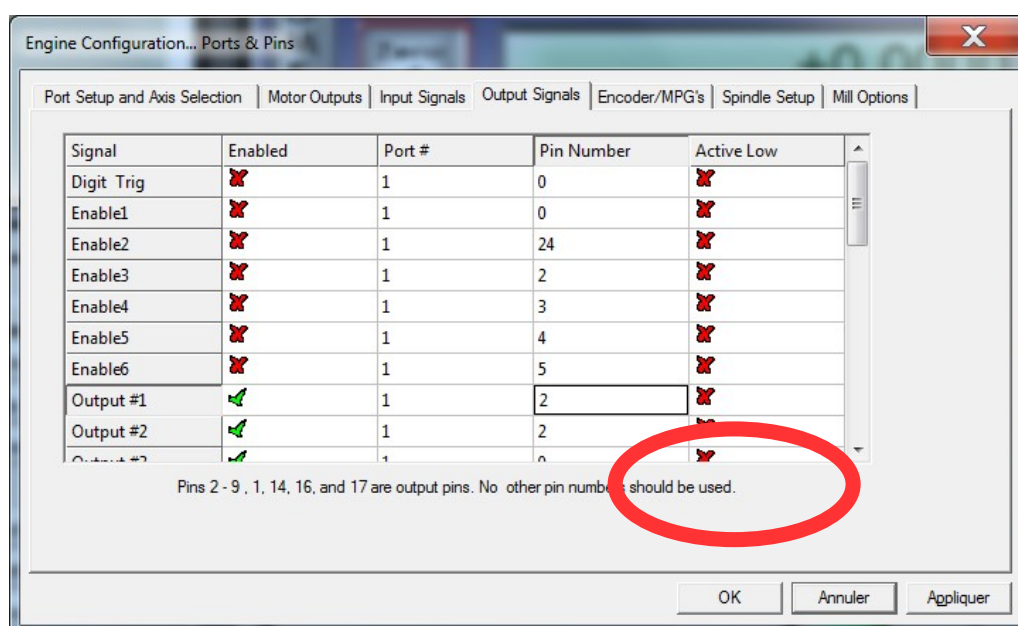 Engine Configuration... Ports & Pins
Port Setup and Axis Selection Motor Outputs Input Signals Output Signals Encoder/MPG's Spindle Setup Mill Options
Signal Enabled Port # Pin Number Active Low
Digit Trig 1 0
Enable1 1 0
Enable2 1 24
Enable3 1 2
Enable4 1 3
Enable5 1 4
Enable6 1 5
Output #1 1 2
Output #2 1 2
Pins 2 - 9 , 1, 14, 16, and 17 are output pins. No other pin numbers should be used.
OK Annuler Appliquer